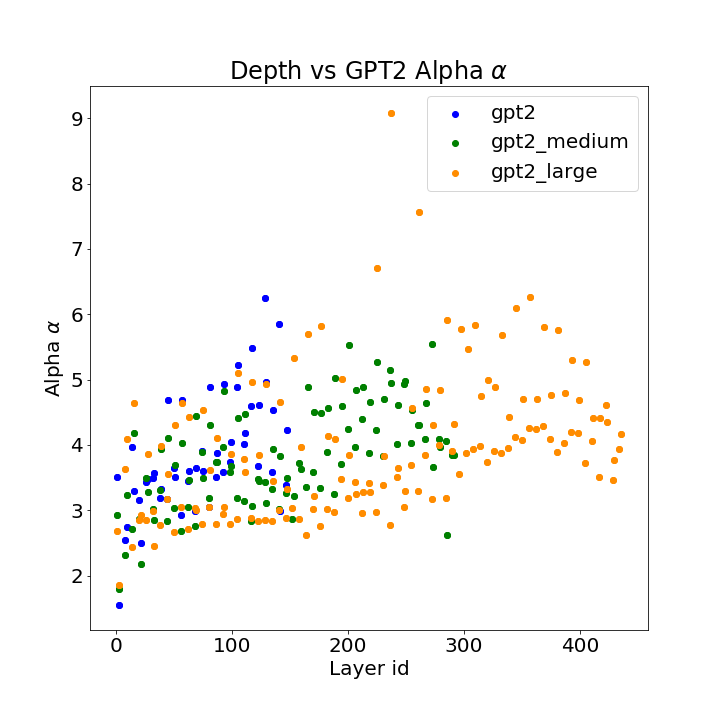 Depth vs GPT2 Alpha α
gpt2
gpt2_medium
gpt2_large
9
8
7
6
5
4
3
2
Alpha α
0 100 200 300 400
Layer id